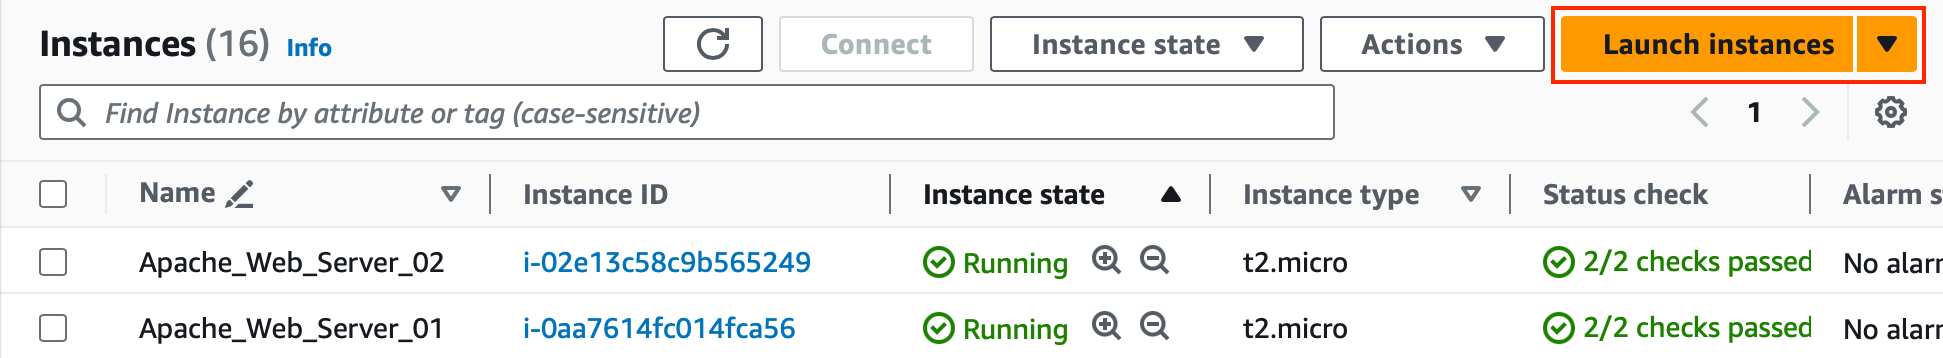 Instances (16) Info Connect Instance state Actions Launch instances
Find Instance by attribute or tag (case-sensitive) 1
Name Instance ID Instance state Instance type Status check Alarm
Apache_Web_Server_02 i-02e13c58c9b565249 Running t2.micro 2/2 checks passed No
Apache_Web_Server_01 i-0aa7614fc014fca56 Running t2.micro 2/2 checks passed No